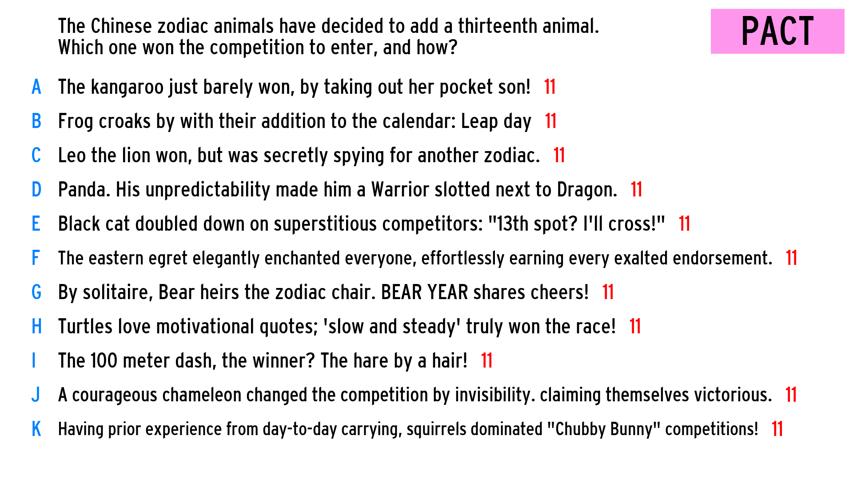 The Chinese zodiac animals have decided to add a thirteenth animal.
Which one won the competition to enter, and how?
PACT
A The kangaroo just barely won, by taking out her pocket son! 11
B Frog croaks by with their addition to the calendar: Leap day 11
C Leo the lion won, but was secretly spying for another zodiac. 11
D Panda. His unpredictability made him a Warrior slotted next to Dragon. 11
E Black cat doubled down on superstitious competitors: "13th spot? I'll cross!" 11
F The eastern egret elegantly enchanted everyone, effortlessly earning every exalted endorsement. 11
G By solitaire, Bear heirs the zodiac chair. BEAR YEAR shares cheers! 11
H Turtles love motivational quotes; 'slow and steady' truly won the race! 11
I The 100 meter dash, the winner? The hare by a hair! 11
J A courageous chameleon changed the competition by invisibility. claiming themselves victorious. 11
K Having prior experience from day-to-day carrying, squirrels dominated "Chubby Bunny" competitions! 11